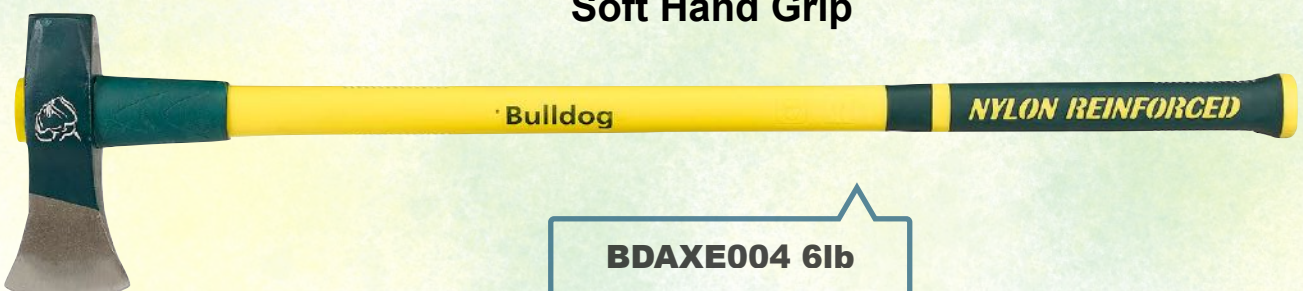 Soft Hand Grip
Bulldog
NYLON REINFORCED
BDAXE004 6lb